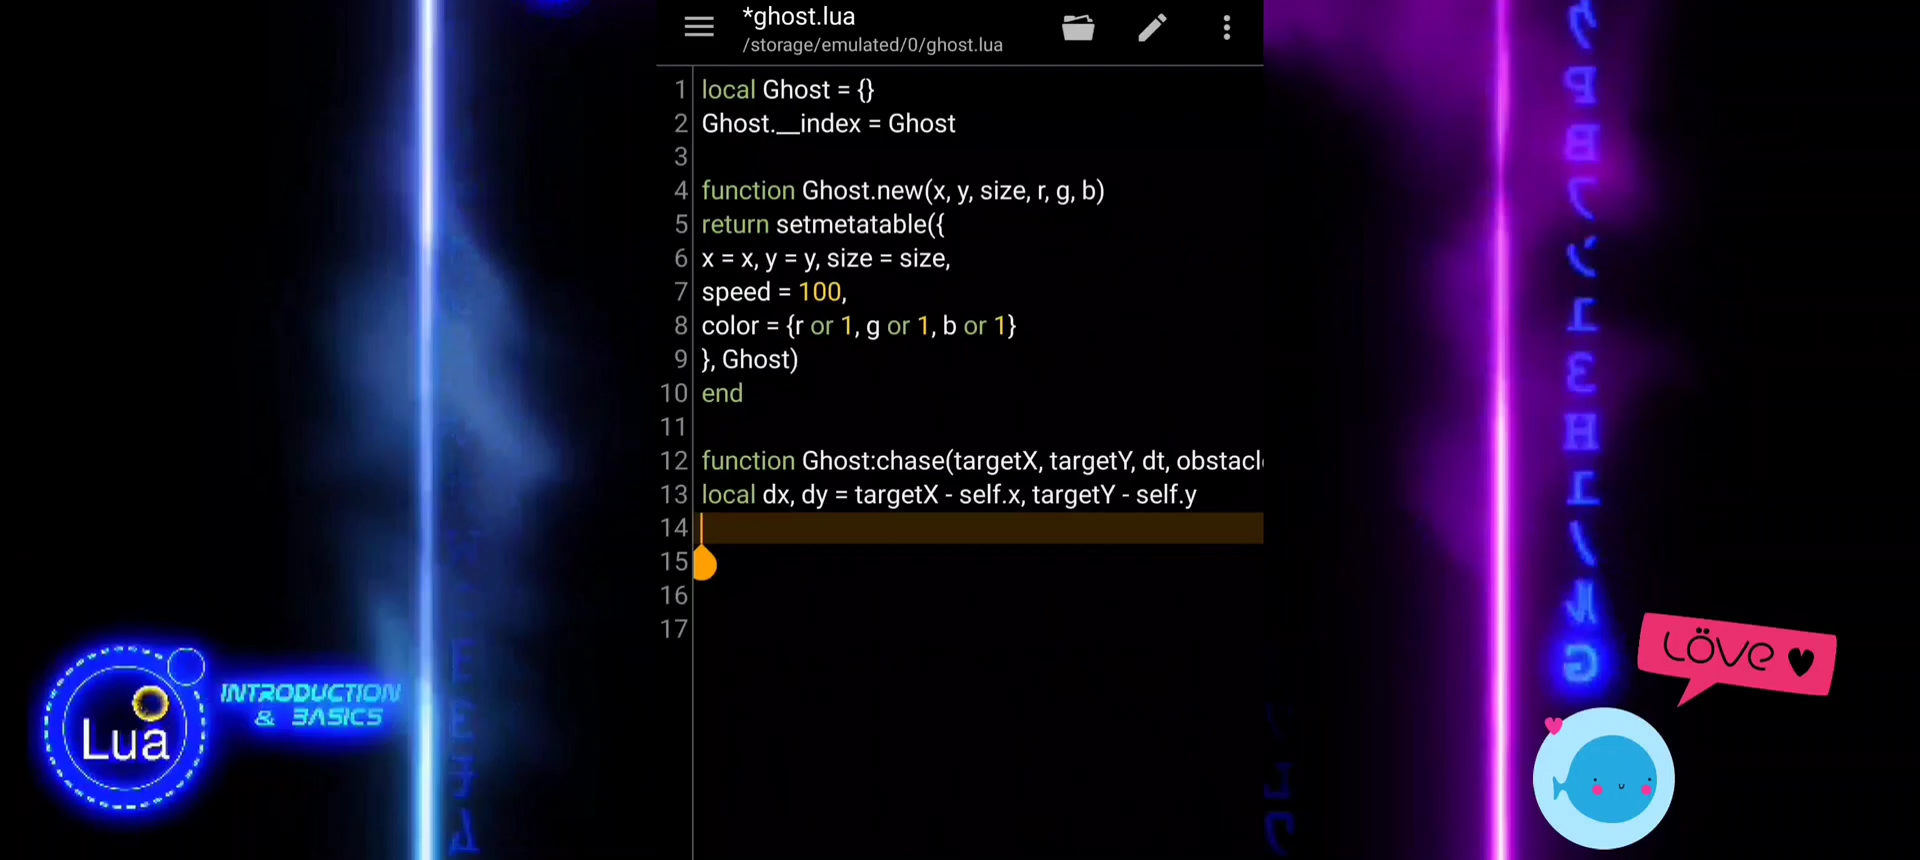 *ghost.lua
/storage/emulated/0/ghost.lua
1 local Ghost = {}
2 Ghost.__index = Ghost
3
4 function Ghost.new(x, y, size, r, g, b)
5 return setmetatable({
6 x = x, y = y, size = size,
7 speed = 100,
8 color = {r or 1, g or 1, b or 1}
9 }, Ghost)
10 end
11
12 function Ghost:chase(targetX, targetY, dt,
13 local dx, dy = targetX - self.x, targetY - self.y
14
15
16
17
Lua
INTRODUCTION
& BASICS
LÖVE